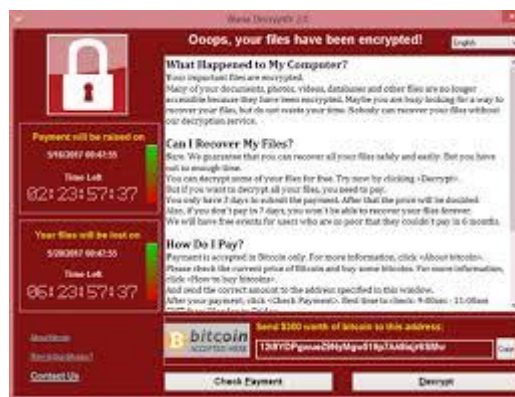 Wana Decrypt0r 2.0
Ooops, your files have been encrypted!
English
What Happened to My Computer?
Your important files are encrypted.
Many of your documents, photos, videos, databases and other files are no longer
accessible because they have been encrypted. Maybe you are busy looking for a way to
recover your files, but do not waste your time. Nobody can recover your files without
our decryption service.
Can I Recover My Files?
Sure. We guarantee that you can recover all your files safely and easily. But you have
not so enough time.
You can decrypt some of your files for free. Try now by clicking <Decrypt>.
But if you want to decrypt all your files, you need to pay.
You only have 3 days to submit the payment. After that the price will be doubled.
Also, if you don't pay in 7 days, you won't be able to recover your files forever.
We will have free events for users who are so poor that they couldn't pay in 6 months.
How Do I Pay?
Payment is accepted in Bitcoin only. For more information, click <About bitcoin>.
Please check the current price of Bitcoin and buy some bitcoins. For more information,
click <How to buy bitcoins>.
And send the correct amount to the address specified in this window.
After your payment, click <Check Payment>. Best time to check: 9:00am - 11:00am
Payment will be raised on
5/16/2017 00:47:55
Time Left
02:23:57:37
Your files will be lost on
5/20/2017 00:47:55
Time Left
06:23:57:37
About bitcoin
How to buy bitcoins?
Contact Us
bitcoin
ACCEPTED HERE
Send $300 worth of bitcoin to this address:
Copy
Check Payment
Decrypt